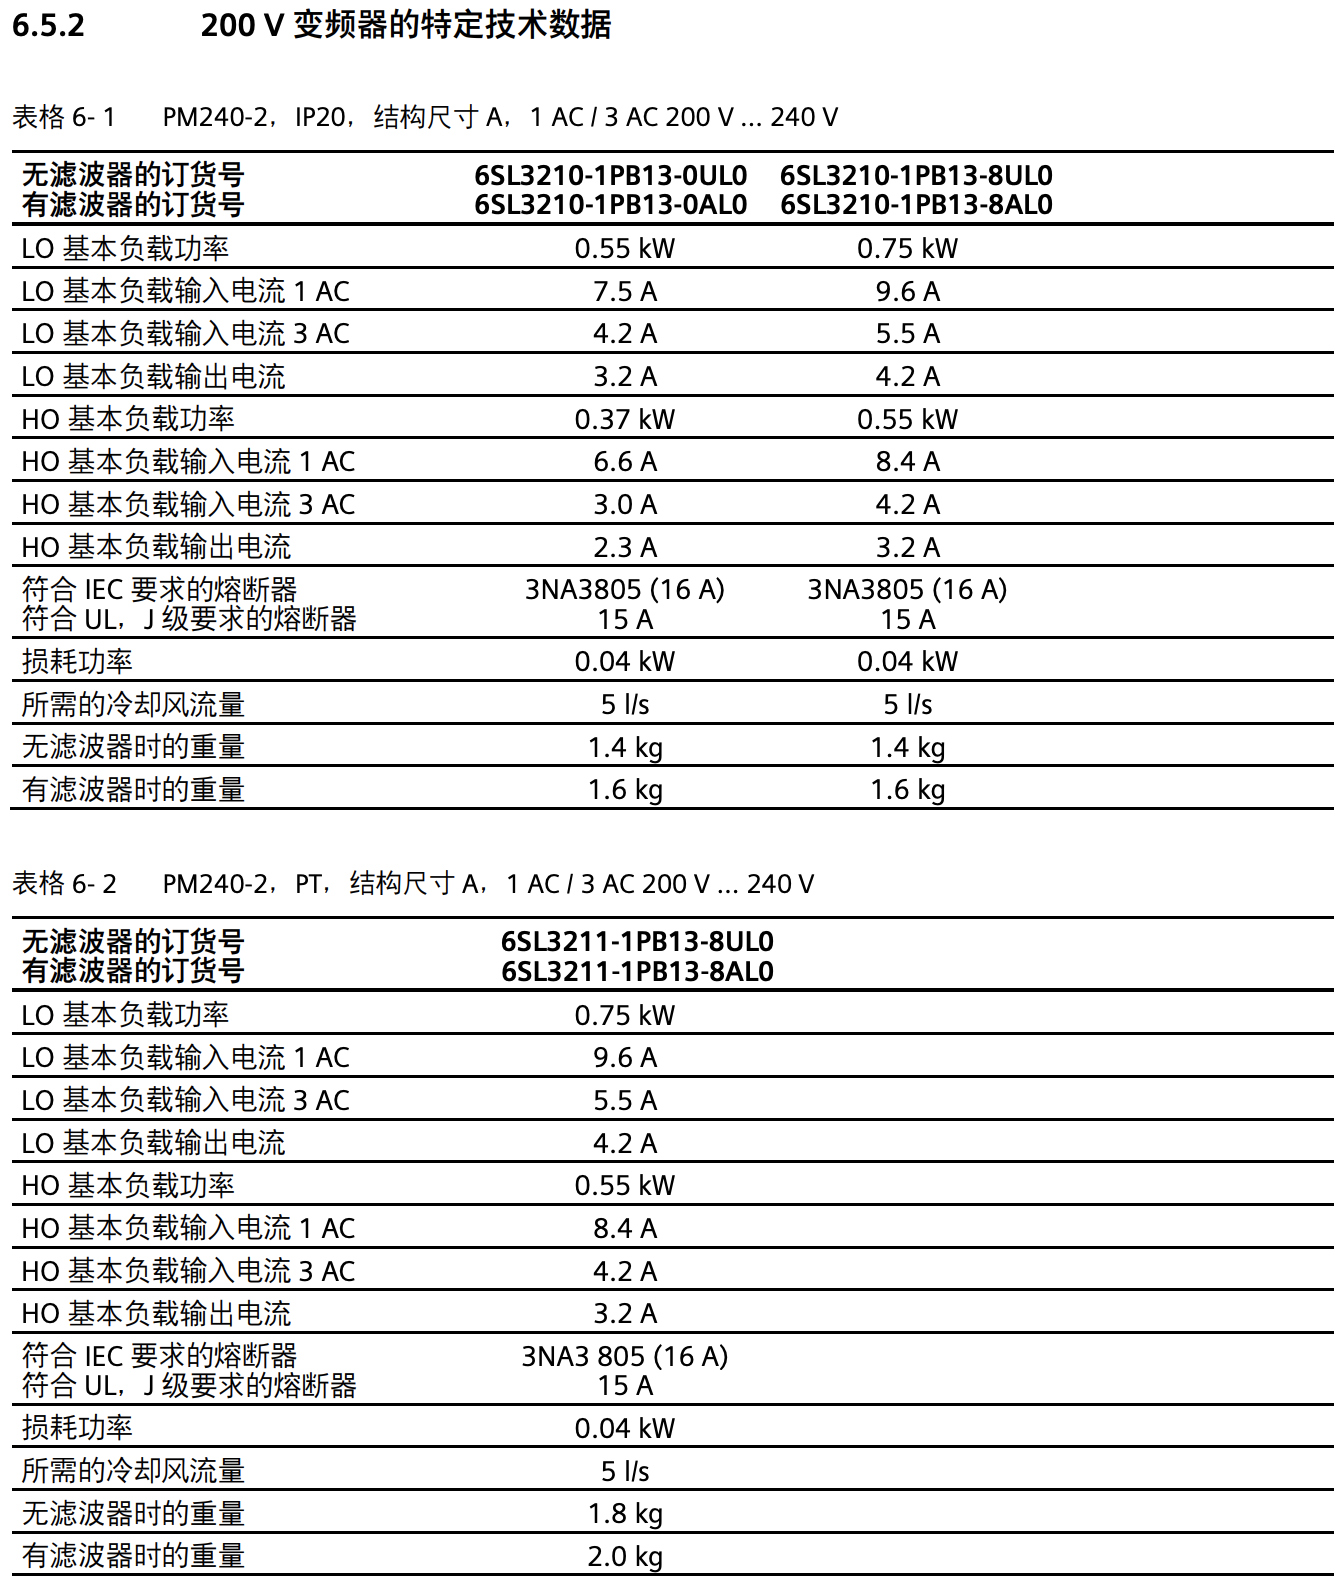 6.5.2 200 V 变频器的特定技术数据
表格 6- 1 PM240-2，IP20，结构尺寸 A，1 AC / 3 AC 200 V … 240 V
无滤波器的订货号 6SL3210-1PB13-0UL0 6SL3210-1PB13-8UL0
有滤波器的订货号 6SL3210-1PB13-0AL0 6SL3210-1PB13-8AL0
LO 基本负载功率 0.55 kW 0.75 kW
LO 基本负载输入电流 1 AC 7.5 A 9.6 A
LO 基本负载输入电流 3 AC 4.2 A 5.5 A
LO 基本负载输出电流 3.2 A 4.2 A
HO 基本负载功率 0.37 kW 0.55 kW
HO 基本负载输入电流 1 AC 6.6 A 8.4 A
HO 基本负载输入电流 3 AC 3.0 A 4.2 A
HO 基本负载输出电流 2.3 A 3.2 A
符合 IEC 要求的熔断器 3NA3805 (16 A) 3NA3805 (16 A)
符合 UL，J 级要求的熔断器 15 A 15 A
损耗功率 0.04 kW 0.04 kW
所需的冷却风流量 5 l/s 5 l/s
无滤波器时的重量 1.4 kg 1.4 kg
有滤波器时的重量 1.6 kg 1.6 kg
表格 6- 2 PM240-2，PT，结构尺寸 A，1 AC / 3 AC 200 V … 240 V
无滤波器的订货号 6SL3211-1PB13-8UL0
有滤波器的订货号 6SL3211-1PB13-8AL0
LO 基本负载功率 0.75 kW
LO 基本负载输入电流 1 AC 9.6 A
LO 基本负载输入电流 3 AC 5.5 A
LO 基本负载输出电流 4.2 A
HO 基本负载功率 0.55 kW
HO 基本负载输入电流 1 AC 8.4 A
HO 基本负载输入电流 3 AC 4.2 A
HO 基本负载输出电流 3.2 A
符合 IEC 要求的熔断器 3NA3 805 (16 A)
符合 UL，J 级要求的熔断器 15 A
损耗功率 0.04 kW
所需的冷却风流量 5 l/s
无滤波器时的重量 1.8 kg
有滤波器时的重量 2.0 kg